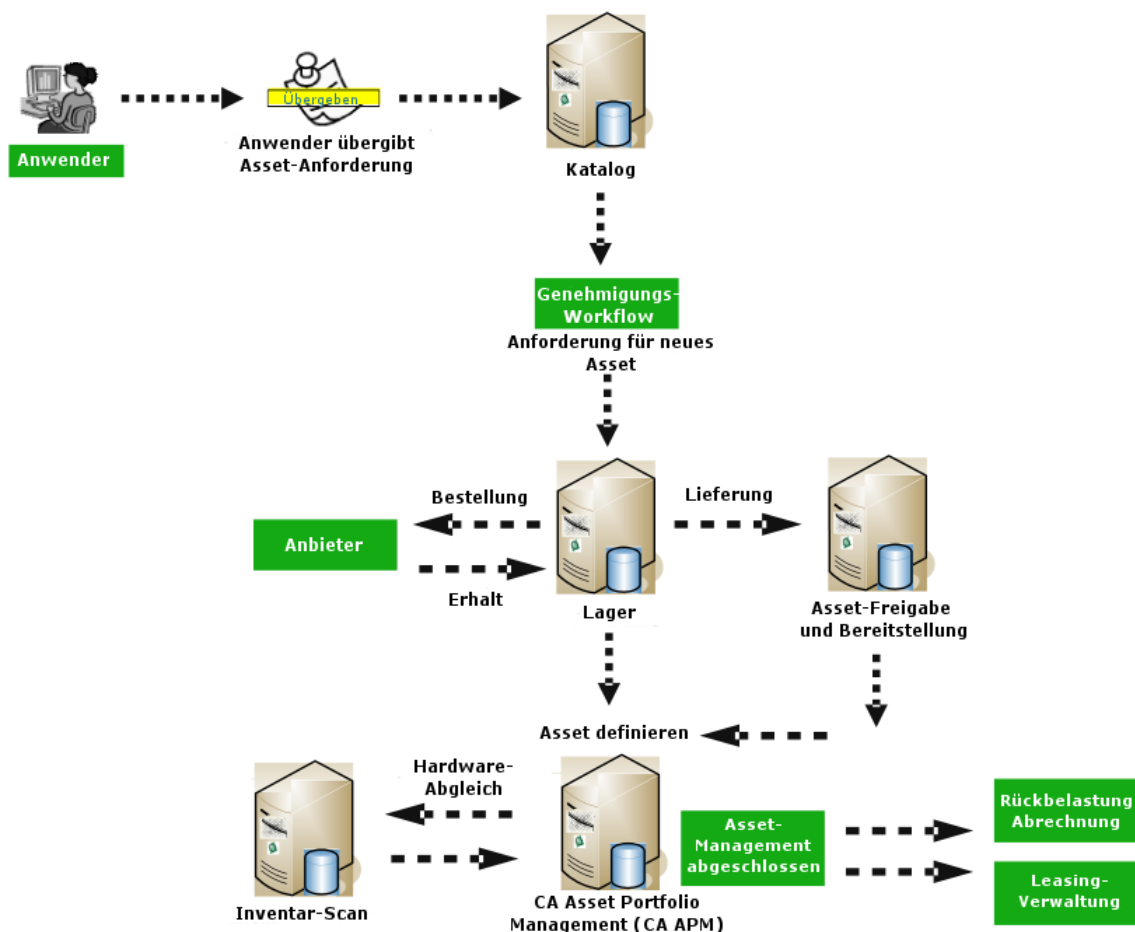 Übergeben
Anwender
Anwender übergibt
Asset-Anforderung
Katalog
Genehmigungs-
Workflow
Anforderung für neues
Asset
Bestellung
Lieferung
Anbieter
Erhalt
Lager
Asset-Freigabe
und Bereitstellung
Asset definieren
Hardware-
Abgleich
Inventar-Scan
CA Asset Portfolio
Management (CA APM)
Asset-
Management
abgeschlossen
Rückbelastung
Abrechnung
Leasing-
Verwaltung